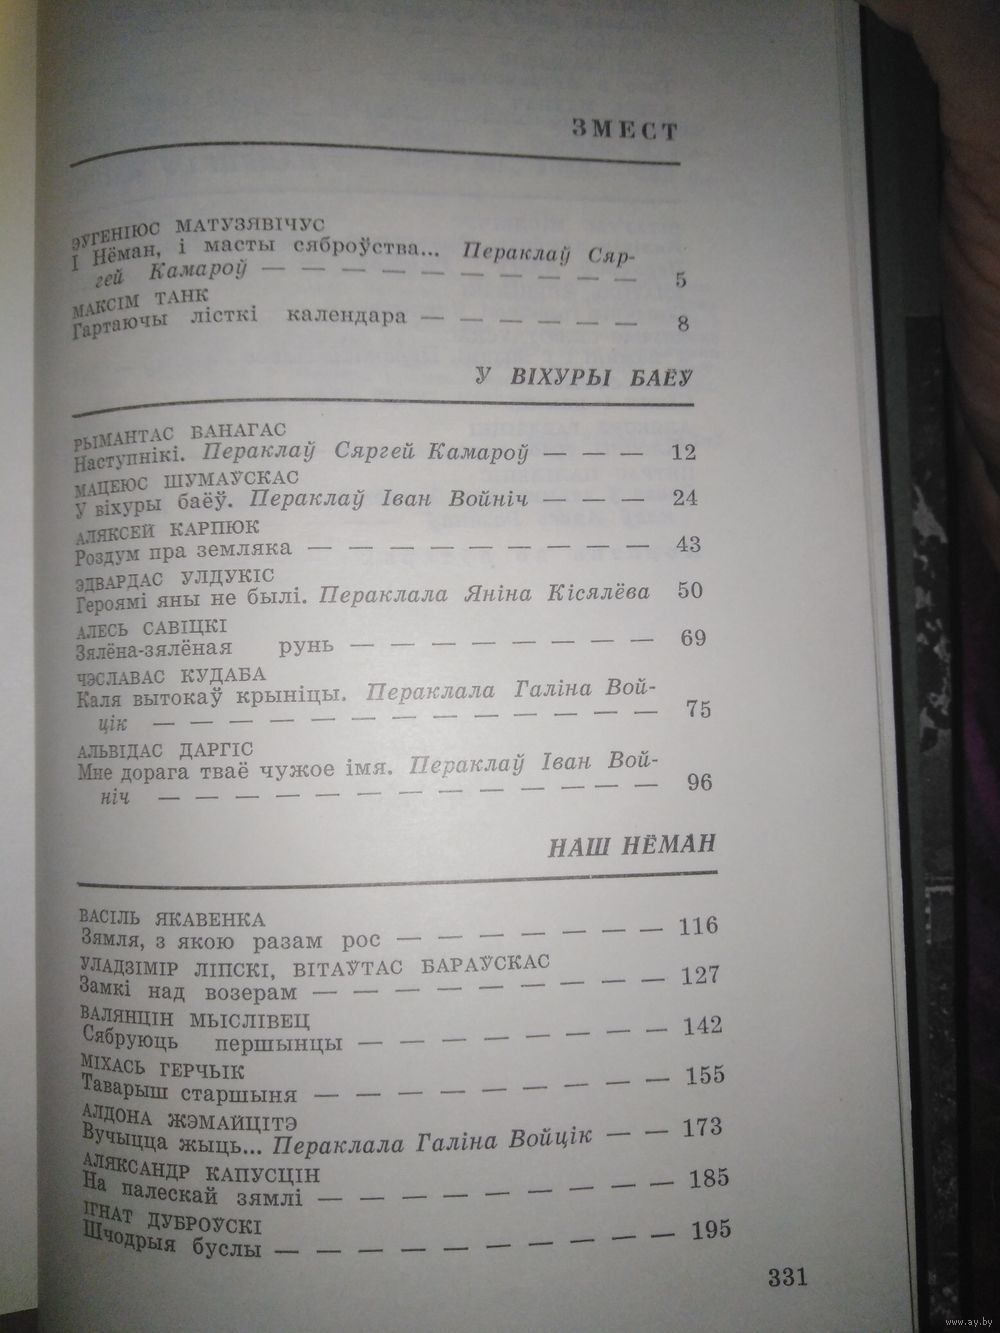 ЗМЕСТ
ЭУГЕНІЮС МАТУЗЯВІЧУС
І Нёман, і масты сяброўства... Пераклаў Сяр-
гей Камароў — — — — — — — — — — 5
МАКСІМ ТАНК
Гартаючы лісткі календара — — — — — — 8
У ВІХУРЫ БАЁЎ
РЫМАНТАС ВАНАГАС
Наступнікі. Пераклаў Сяргей Камароў — — — 12
МАЦЕЮС ШУМАЎСКАС
У віхуры баёў. Пераклаў Іван Войніч — — — 24
АЛЯКСЕЙ КАРПЮК
Роздум пра земляка — — — — — — — — — 43
ЭДВАРДАС УЛДУКІС
Героямі яны не былі. Пераклала Яніна Кісялёва 50
АЛЕСЬ САВІЦКІ
Зялёна-зялёная рунь — — — — — — — — 69
ЧЭСЛАВАС КУДАБА
Каля вытокаў крыніцы. Пераклала Галіна Вой-
цік — — — — — — — — — — — — — 75
АЛЬВІДАС ДАРГІС
Мне дорага тваё чужое імя. Пераклаў Іван Вой-
ніч — — — — — — — — — — — — — 96
НАШ НЁМАН
ВАСІЛЬ ЯКАВЕНКА
Зямля, з якою разам рос — — — — — — — 116
УЛАДЗІМІР ЛІПСКІ, ВІТАЎТАС БАРАЎСКАС
Замкі над возерам — — — — — — — — — 127
ВАЛЯНЦІН МЫСЛІВЕЦ
Сябруюць першынцы — — — — — — — — 142
МІХАСЬ ГЕРЧЫК
Таварыш старшыня — — — — — — — — — 155
АЛДОНА ЖЭМАЙЦІТЭ
Вучыцца жыць... Пераклала Галіна Войцік — — 173
АЛЯКСАНДР КАПУСЦІН
На палескай зямлі — — — — — — — — — 185
ІГНАТ ДУБРОЎСКІ
Шчодрыя буслы — — — — — — — — — — 195
331
www.ay.by